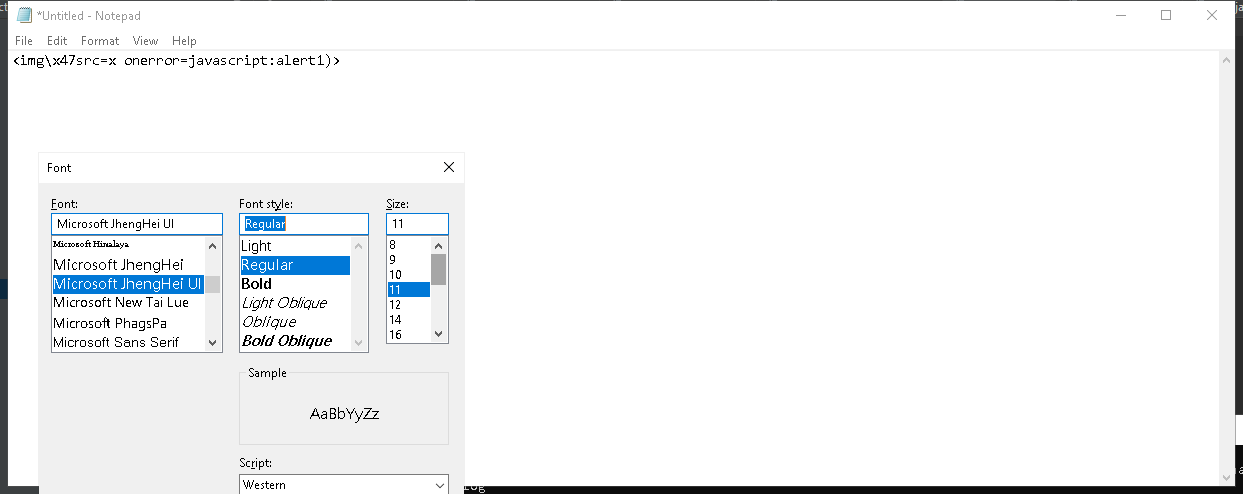 *Untitled - Notepad
File Edit Format View Help
<img\x47src=x onerror=javascript:alert1)>
Font
Font: Font style: Size:
Microsoft JhengHei UI Regular 11
Microsoft Himalaya
Microsoft JhengHei
Microsoft JhengHei UI
Microsoft New Tai Lue
Microsoft PhagsPa
Microsoft Sans Serif
Light
Regular
Bold
Light Oblique
Oblique
Bold Oblique
8
9
10
11
12
14
16
Sample
AaBbYyZz
Script:
Western